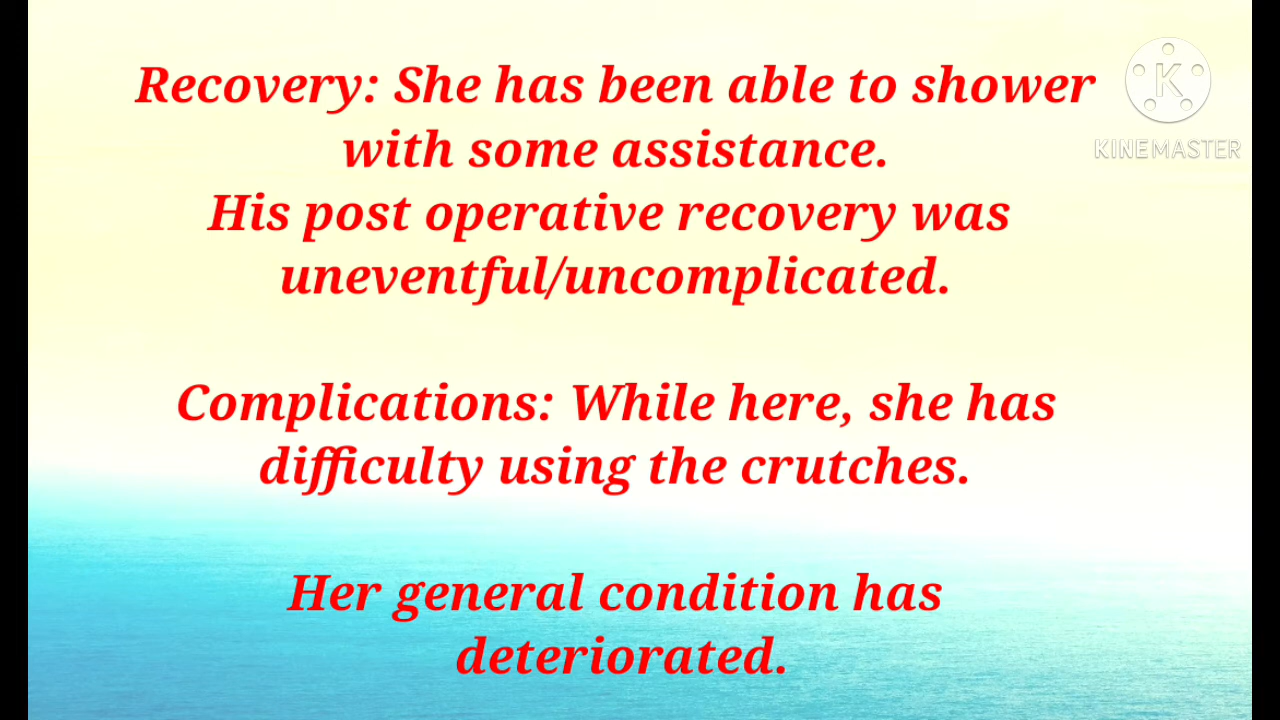 Recovery: She has been able to shower
with some assistance.
His post operative recovery was
uneventful/uncomplicated.
Complications: While here, she has
difficulty using the crutches.
Her general condition has
deteriorated.
K
KINEMASTER